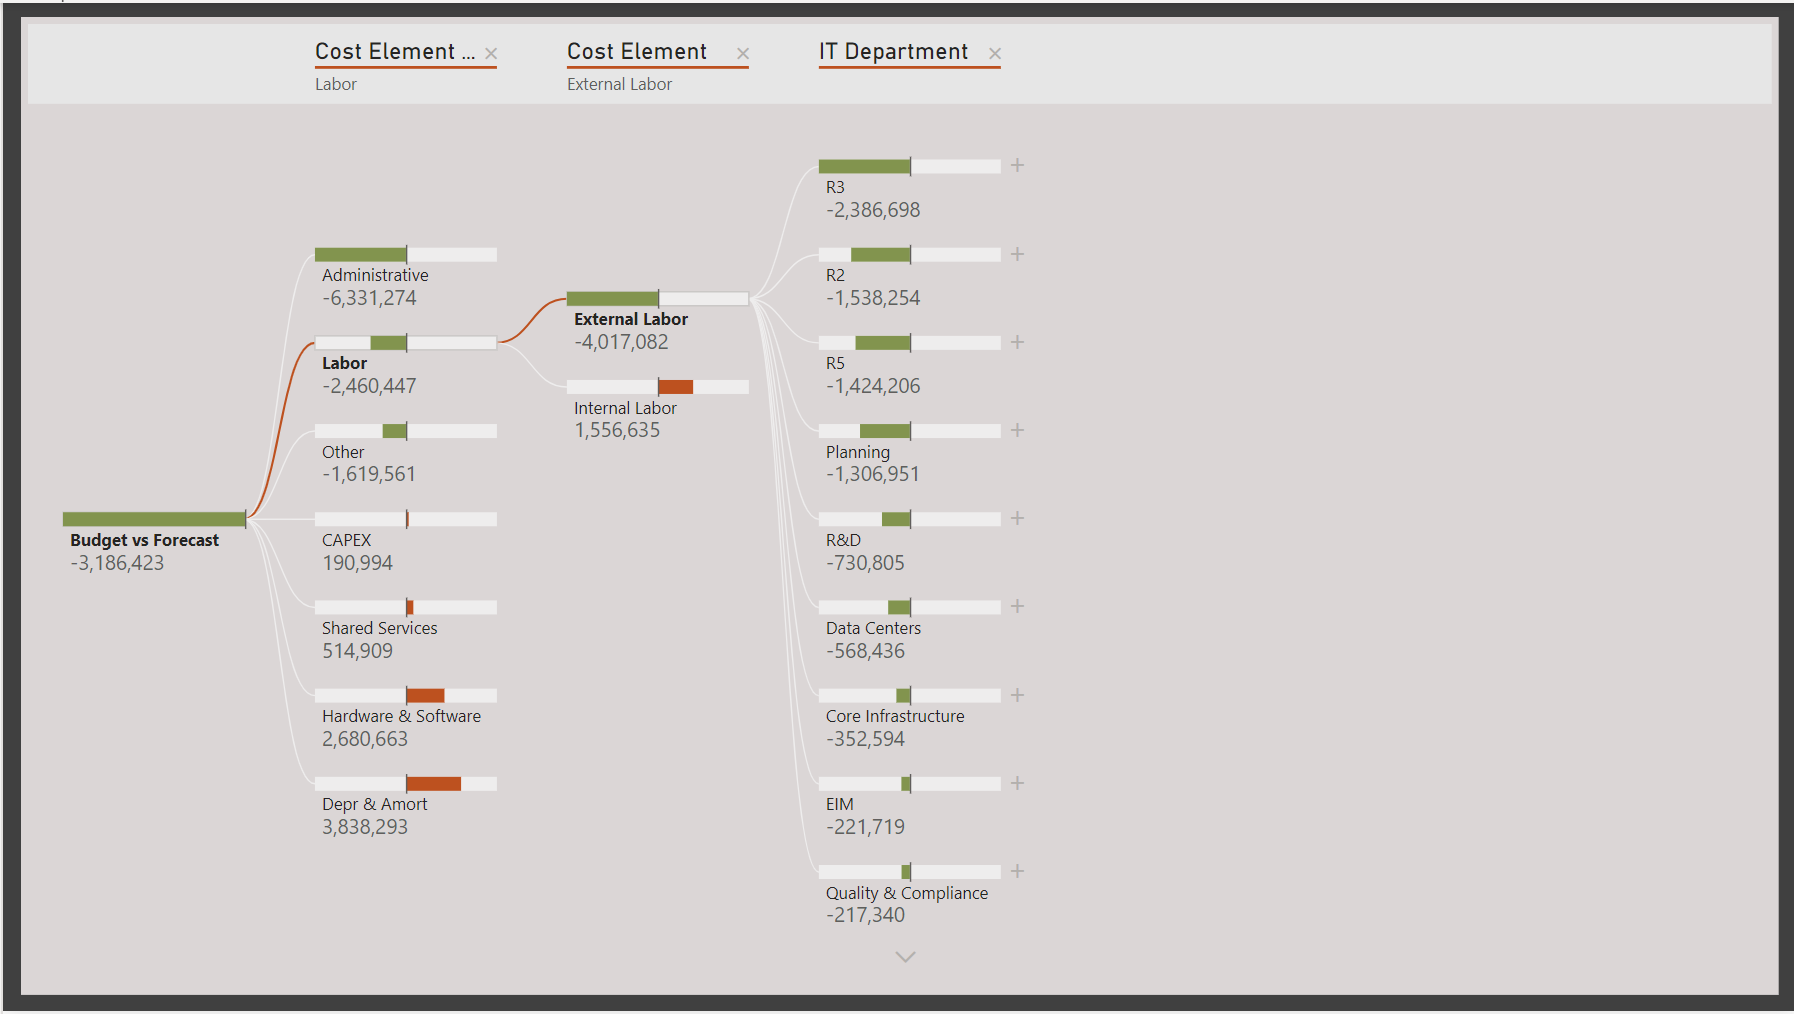 Cost Element ...
Labor
Cost Element
External Labor
IT Department
Budget vs Forecast
-3,186,423
Administrative
-6,331,274
Labor
-2,460,447
Other
-1,619,561
CAPEX
190,994
Shared Services
514,909
Hardware & Software
2,680,663
Depr & Amort
3,838,293
External Labor
-4,017,082
Internal Labor
1,556,635
R3
-2,386,698
R2
-1,538,254
R5
-1,424,206
Planning
-1,306,951
R&D
-730,805
Data Centers
-568,436
Core Infrastructure
-352,594
EIM
-221,719
Quality & Compliance
-217,340